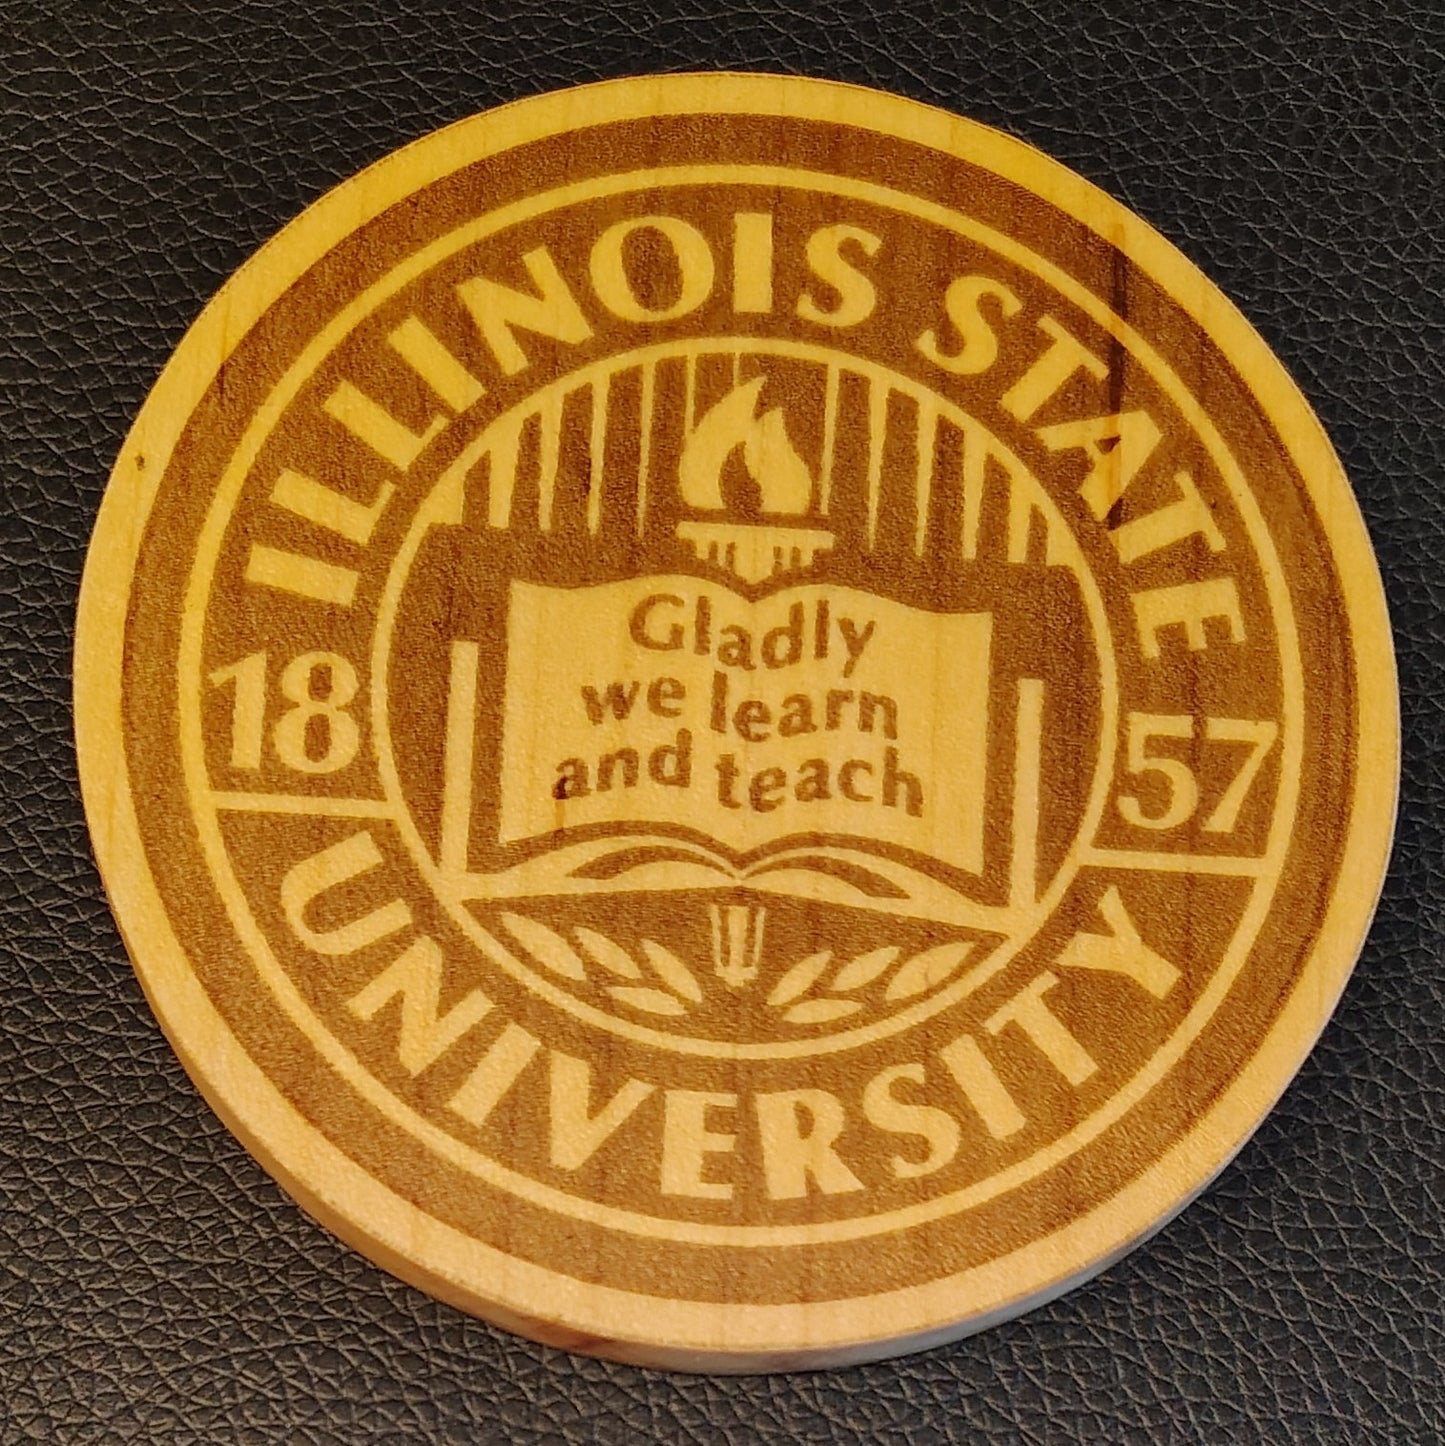 ILLINOIS STATE
18 57
Gladly
we learn
and teach
UNIVERSITY